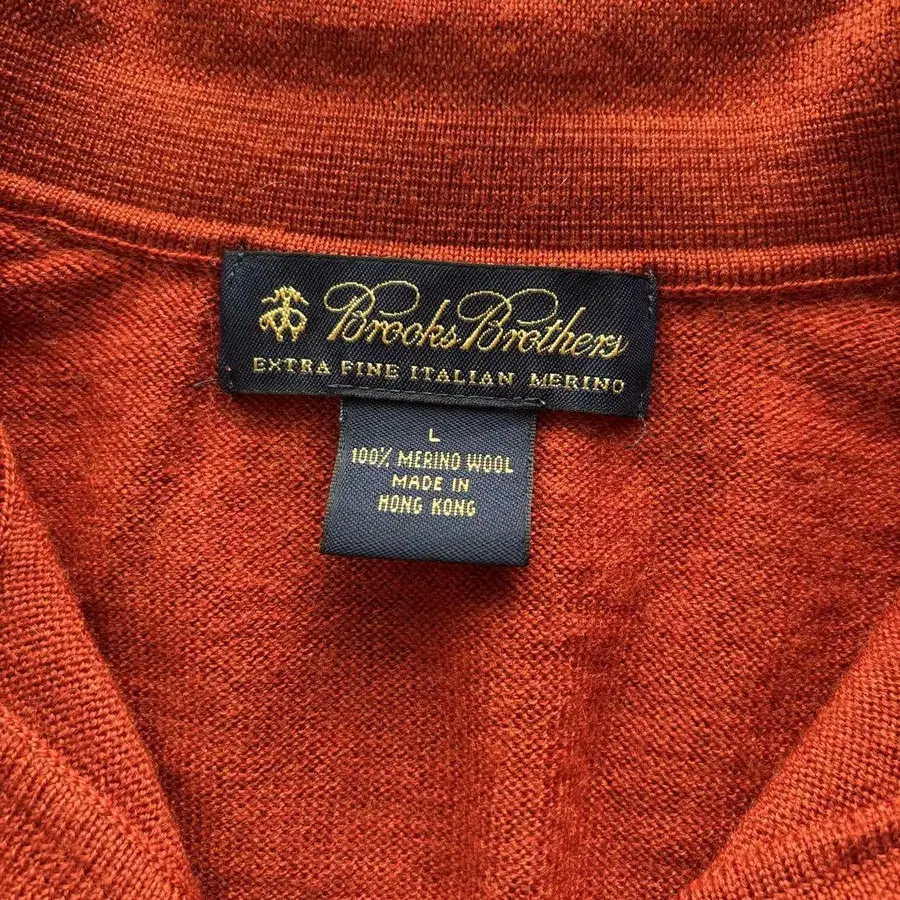 Brooks Brothers
EXTRA FINE ITALIAN MERINO
L
100% MERINO WOOL
MADE IN
HONG KONG